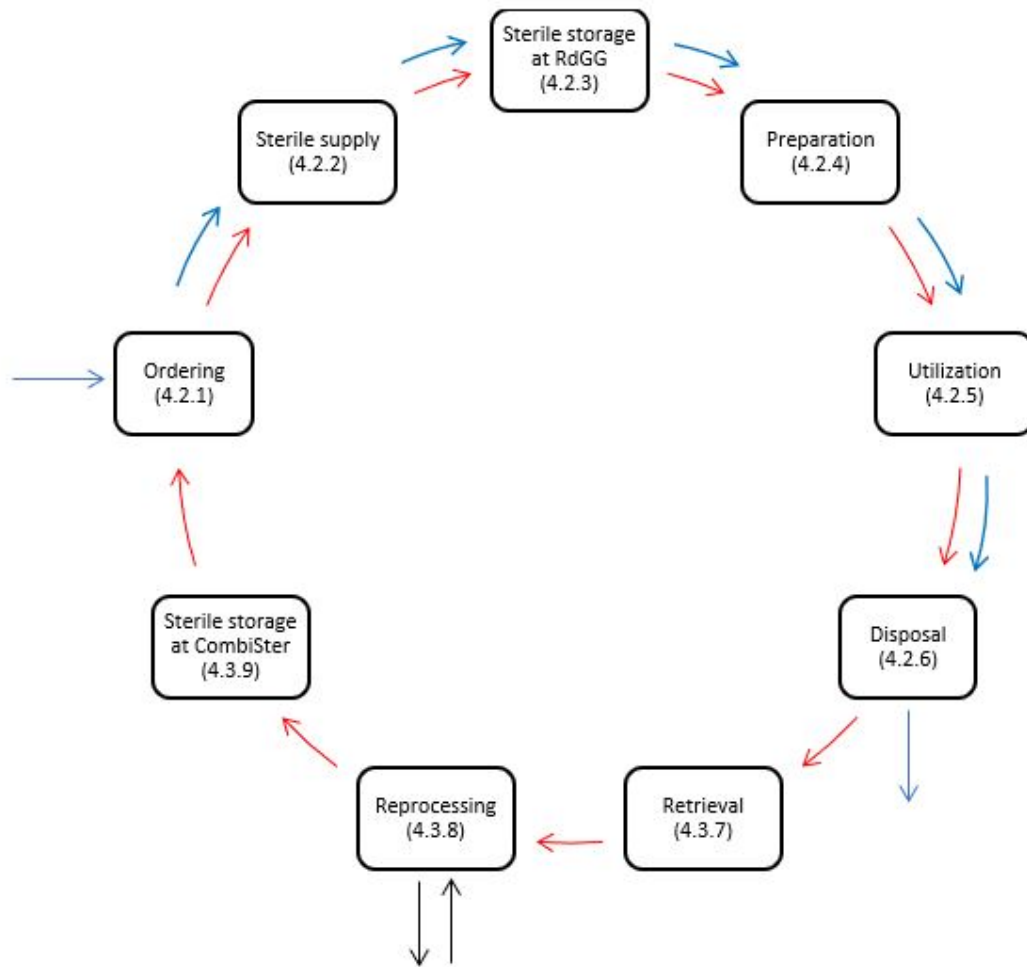 Sterile storage
at RdGG
(4.2.3)
Sterile supply
(4.2.2)
Preparation
(4.2.4)
Ordering
(4.2.1)
Utilization
(4.2.5)
Sterile storage
at CombiSter
(4.3.9)
Disposal
(4.2.6)
Reprocessing
(4.3.8)
Retrieval
(4.3.7)